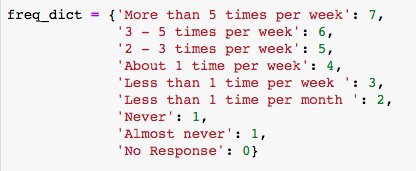 freq_dict = {'More than 5 times per week': 7,
'3 - 5 times per week': 6,
'2 - 3 times per week': 5,
'About 1 time per week': 4,
'Less than 1 time per week ': 3,
'Less than 1 time per month ': 2,
'Never': 1,
'Almost never': 1,
'No Response': 0}